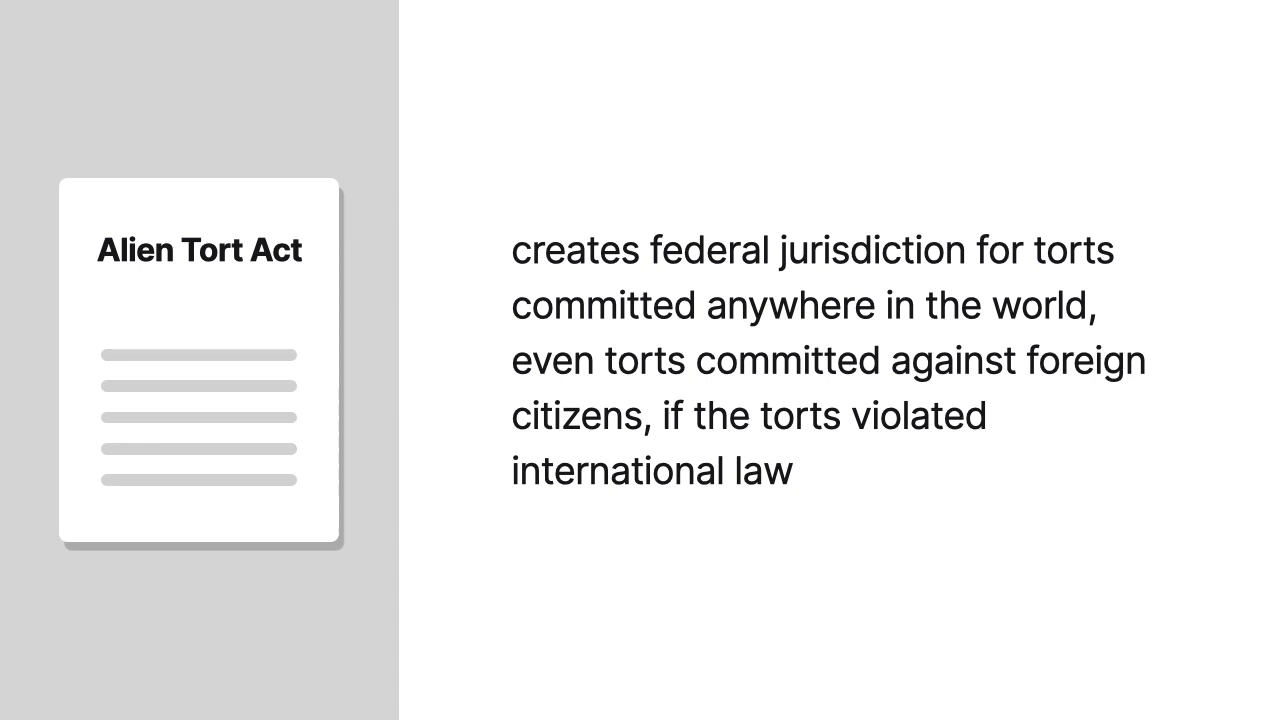 Alien Tort Act
creates federal jurisdiction for torts
committed anywhere in the world,
even torts committed against foreign
citizens, if the torts violated
international law